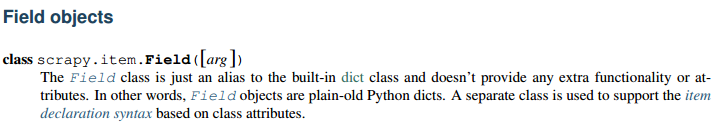 Field objects
class scrapy.item.Field([arg])
The Field class is just an alias to the built-in dict class and doesn't provide any extra functionality or at-
tributes. In other words, Field objects are plain-old Python dicts. A separate class is used to support the item
declaration syntax based on class attributes.